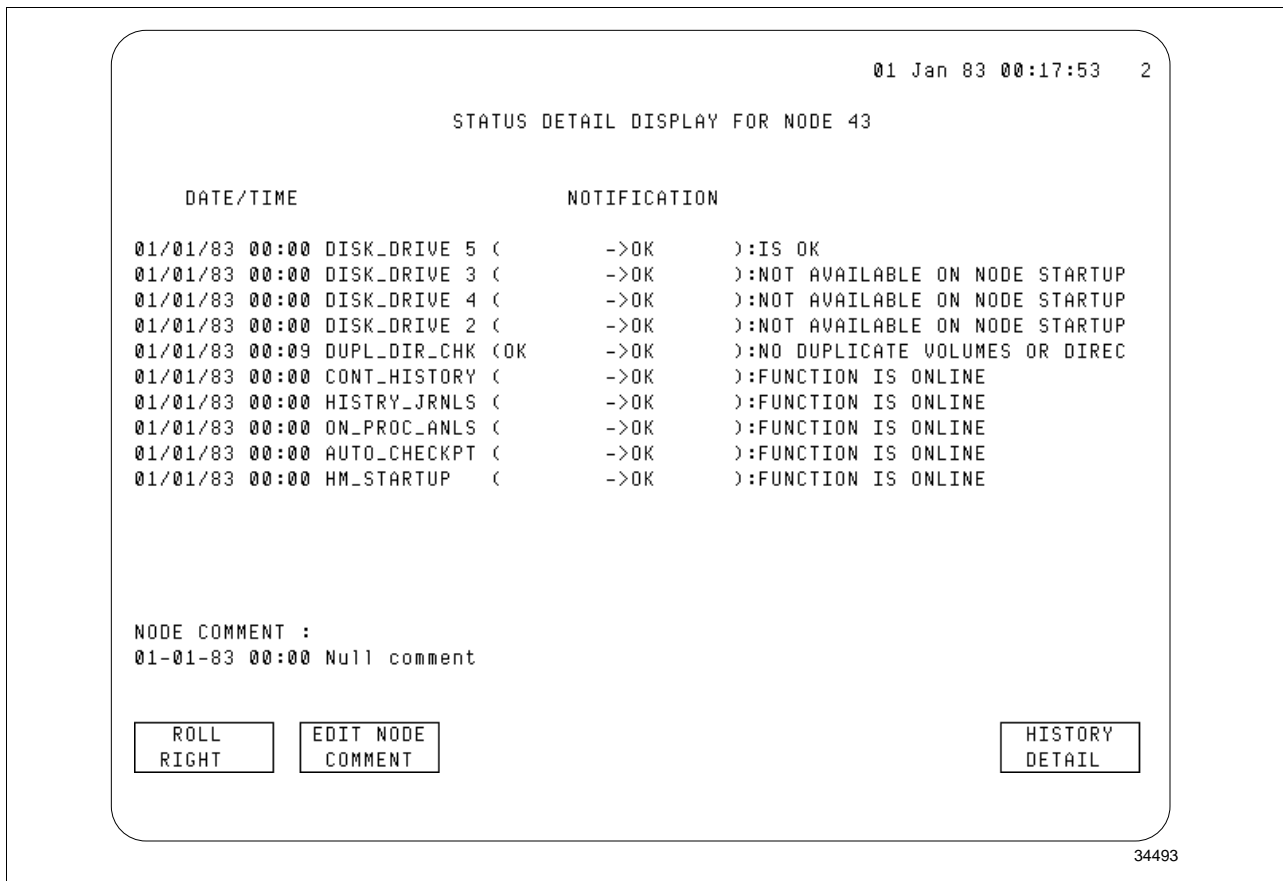 01 Jan 83 00:17:53 2
STATUS DETAIL DISPLAY FOR NODE 43
DATE/TIME NOTIFICATION
01/01/83 00:00 DISK_DRIVE 5 ( ->OK ):IS OK
01/01/83 00:00 DISK_DRIVE 3 ( ->OK ):NOT AVAILABLE ON NODE STARTUP
01/01/83 00:00 DISK_DRIVE 4 ( ->OK ):NOT AVAILABLE ON NODE STARTUP
01/01/83 00:00 DISK_DRIVE 2 ( ->OK ):NOT AVAILABLE ON NODE STARTUP
01/01/83 00:09 DUPL_DIR_CHK (OK ->OK ):NO DUPLICATE VOLUMES OR DIREC
01/01/83 00:00 CONT_HISTORY ( ->OK ):FUNCTION IS ONLINE
01/01/83 00:00 HISTRY_JRNLS ( ->OK ):FUNCTION IS ONLINE
01/01/83 00:00 ON_PROC_ANLS ( ->OK ):FUNCTION IS ONLINE
01/01/83 00:00 AUTO_CHECKPT ( ->OK ):FUNCTION IS ONLINE
01/01/83 00:00 HM_STARTUP ( ->OK ):FUNCTION IS ONLINE
NODE COMMENT :
01-01-83 00:00 Null comment
ROLL
RIGHT
EDIT NODE
COMMENT
HISTORY
DETAIL
34493